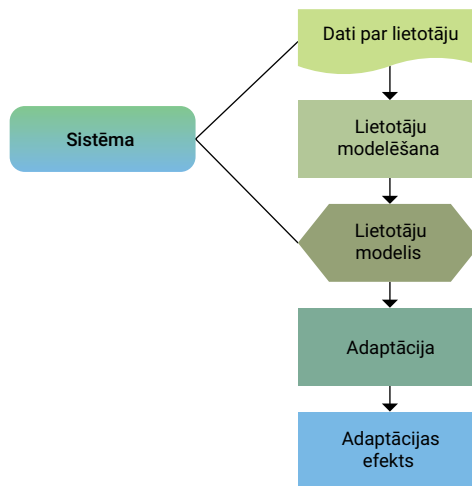 Dati par lietotāju
Sistēma
Lietotāju
modelēšana
Lietotāju
modelis
Adaptācija
Adaptācijas
efekts